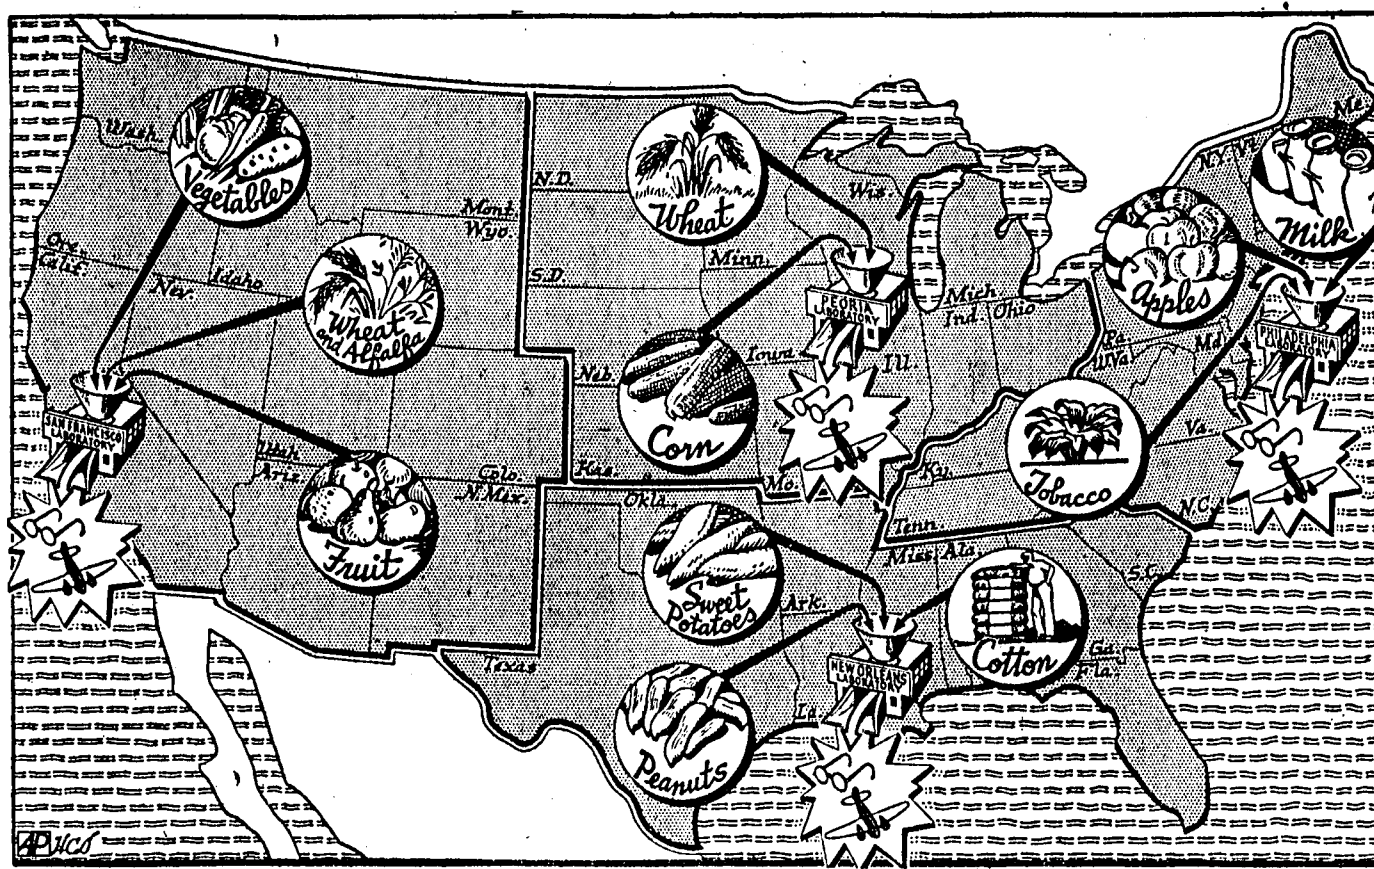 Wash.
Vegetables
Ore.
Calif.
Nev.
Idaho
Mont.
Wyo.
Wheat
and Alfalfa
SAN FRANCISCO
LABORATORY
Utah
Ariz.
Colo.
N. Mex.
Fruit
N.D.
S.D.
Wheat
Minn.
Wis.
PEORIA
LABORATORY
Iowa
Neb.
Ill.
Corn
Kas.
Mo.
Mich.
Ind.
Ohio
Me.
N.Y.
Vt.
Milk
Apples
PHILADELPHIA
LABORATORY
Pa.
W.Va.
Md.
Va.
Ky.
Tobacco
N.C.
Tenn.
Okla.
Miss.
Ala.
S.C.
Sweet
Potatoes
Ark.
Cotton
Ga.
Fla.
NEW ORLEANS
LABORATORY
Texas
La.
Peanuts
AP